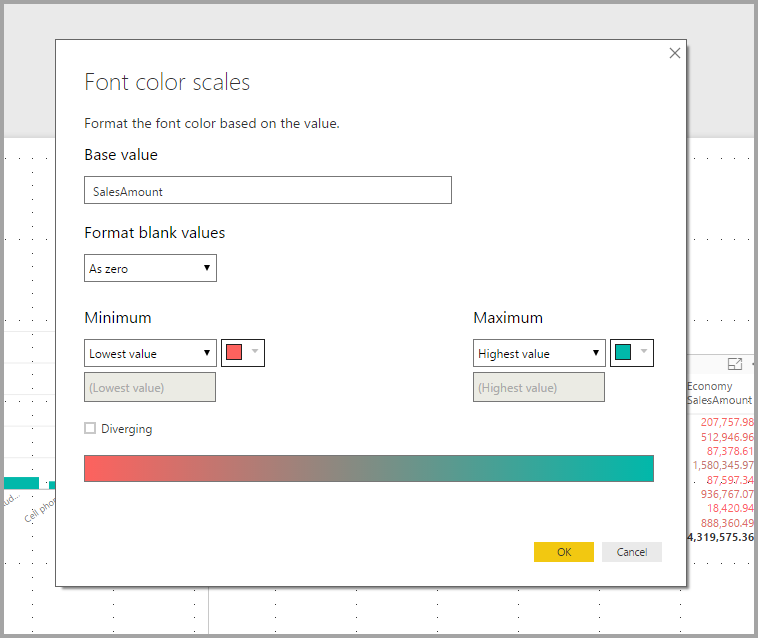 Font color scales
Format the font color based on the value.
Base value
SalesAmount
Format blank values
As zero
Minimum
Maximum
Lowest value
Highest value
(Lowest value)
(Highest value)
Diverging
OK
Cancel
Economy
SalesAmount
207,757.98
512,946.96
87,378.61
1,580,345.97
87,597.34
936,767.07
18,420.94
888,360.49
4,319,575.36
ud...
Cell pho